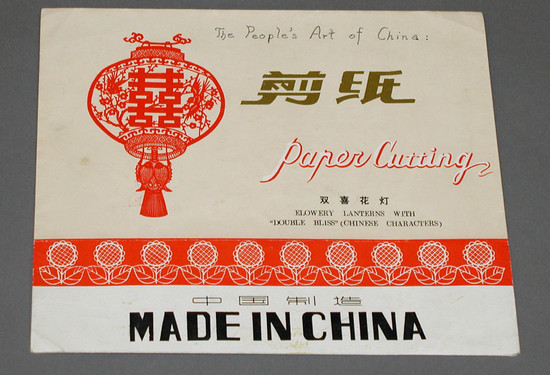 The People's Art of China:
囍
剪纸
Paper Cutting
双喜花灯
ELOWERY LANTERNS WITH
"DOUBLE BLISS" (CHINESE CHARACTERS)
中国制造
MADE IN CHINA